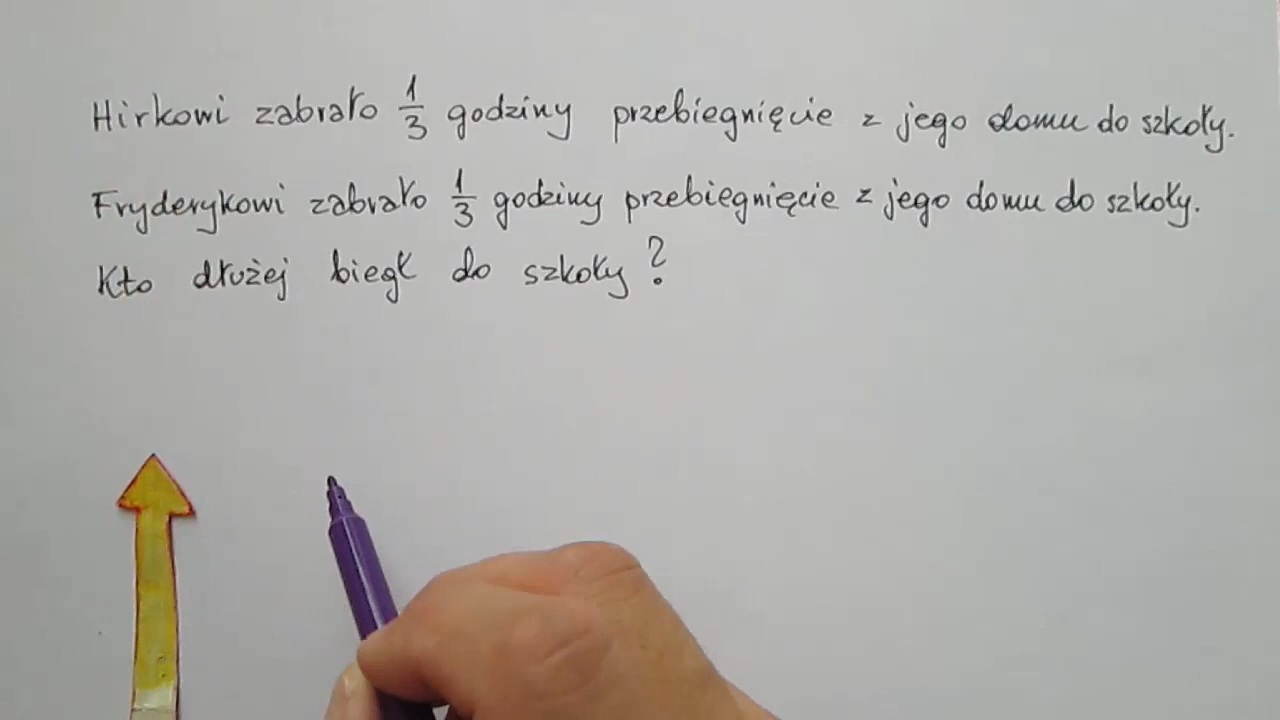 Hirkowi zabrało 1/3 godziny przebiegnięcie z jego domu do szkoły.
Fryderykowi zabrało 1/3 godziny przebiegnięcie z jego domu do szkoły.
Kto dłużej biegł do szkoły?